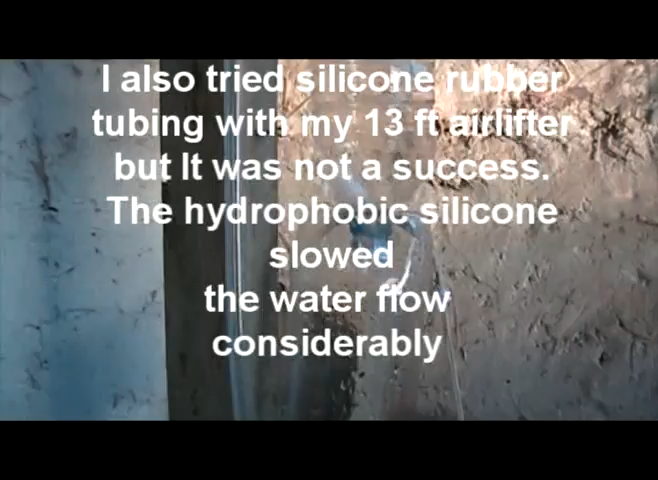 I also tried silicone rubber
tubing with my 13 ft airlifter
but It was not a success.
The hydrophobic silicone
slowed
the water flow
considerably